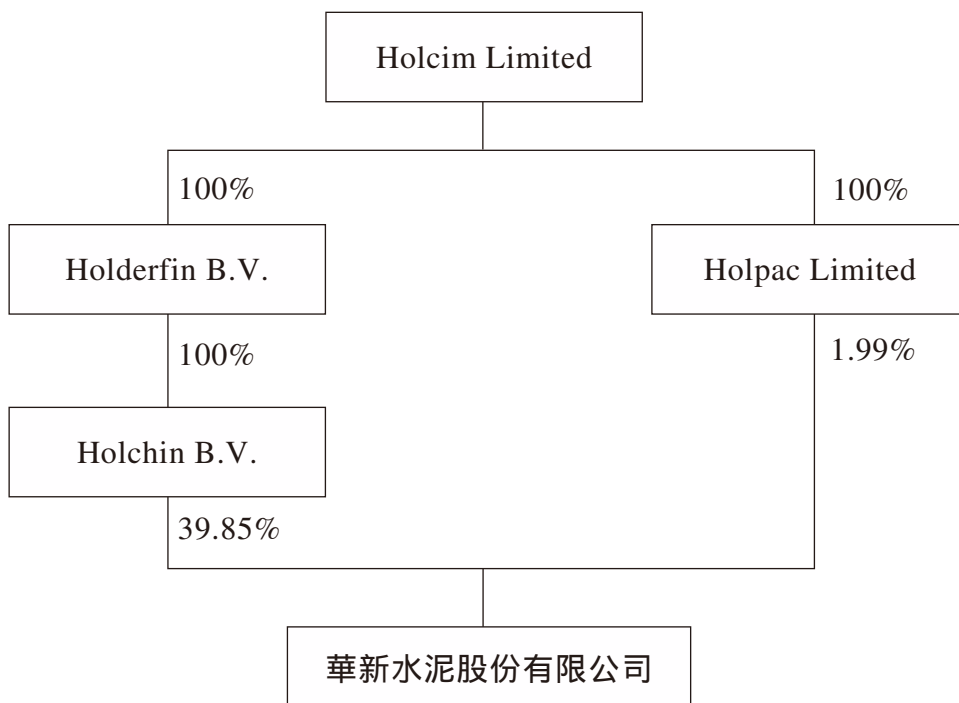 Holcim Limited
100%
100%
Holderfin B.V.
Holpac Limited
100%
1.99%
Holchin B.V.
39.85%
華新水泥股份有限公司